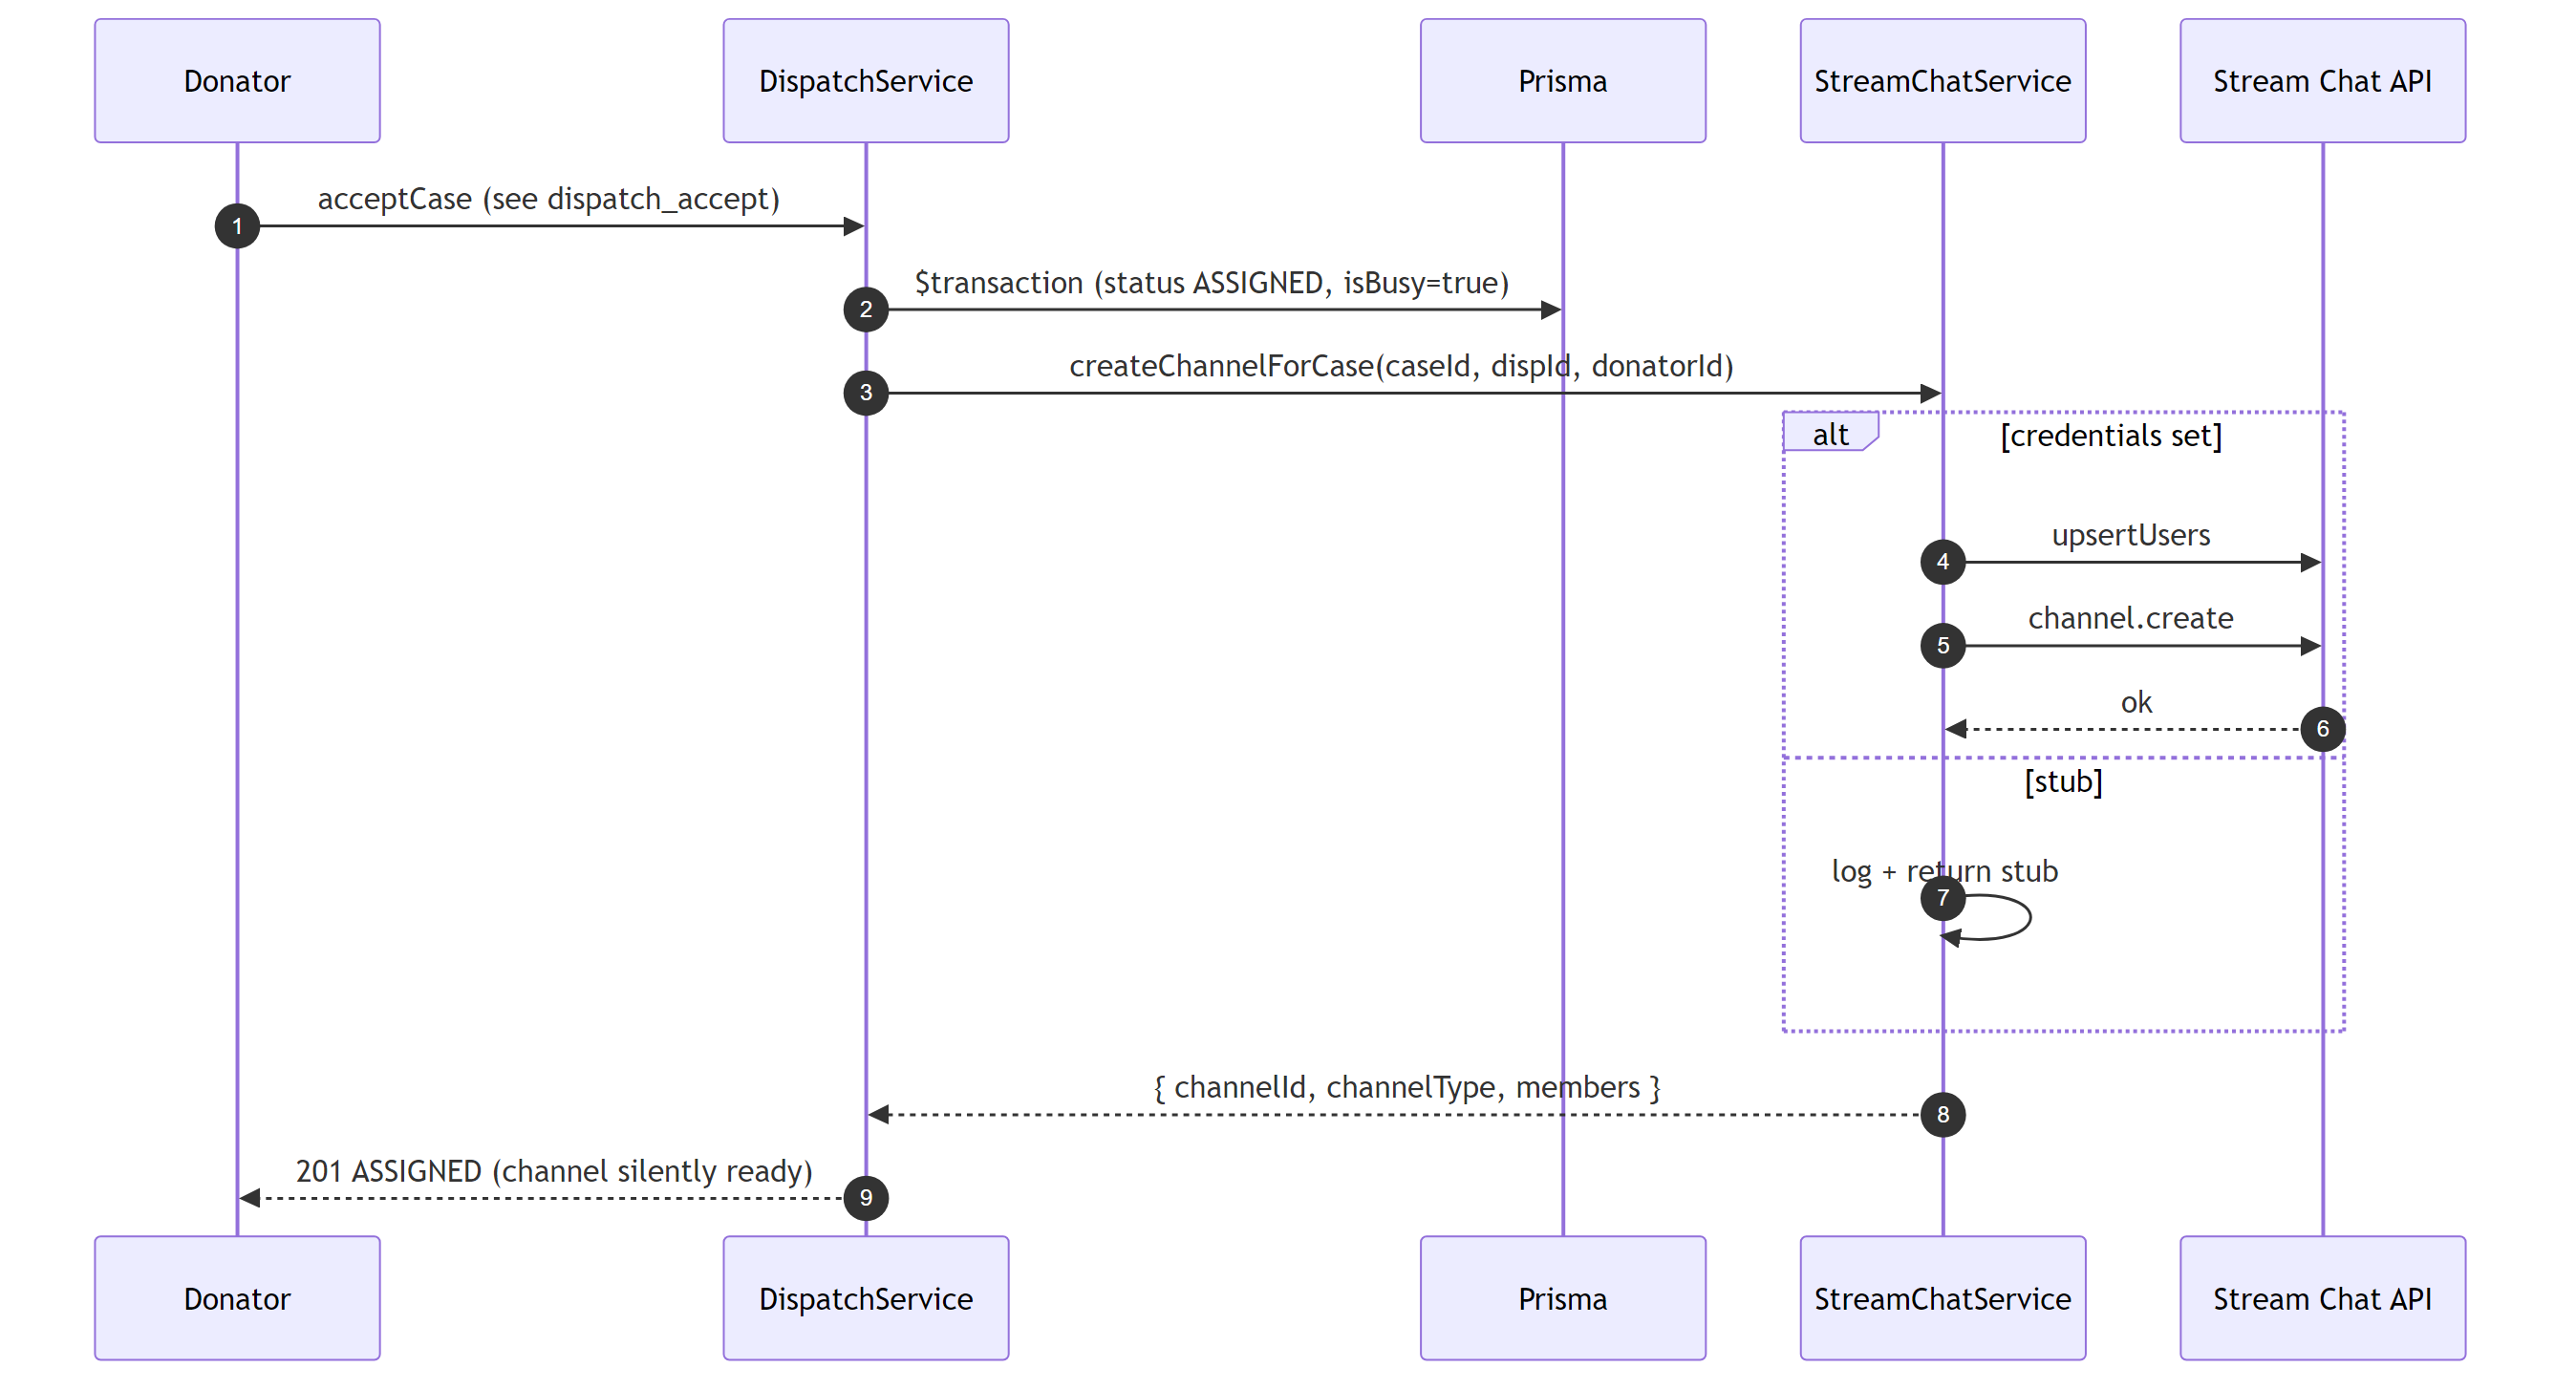 Donator
DispatchService
Prisma
StreamChatService
Stream Chat API
acceptCase (see dispatch_accept)
1
$transaction (status ASSIGNED, isBusy=true)
2
createChannelForCase(caseId, dispId, donatorId)
3
alt
[credentials set]
upsertUsers
4
channel.create
5
ok
6
[stub]
log + return stub
7
{ channelId, channelType, members }
8
201 ASSIGNED (channel silently ready)
9
Donator
DispatchService
Prisma
StreamChatService
Stream Chat API